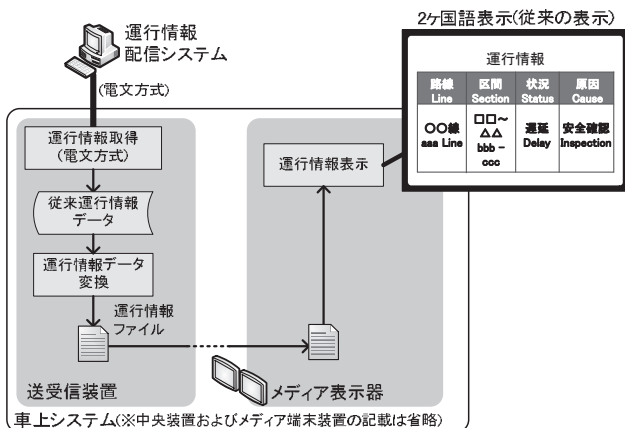 2ケ国語表示(従来の表示)
運行情報
配信システム
(電文方式)
運行情報
路線
Line
区間
Section
状況
Status
原因
Cause
○○線
aaa Line
□□～
△△
bbb -
ccc
遅延
Delay
安全確認
Inspection
運行情報取得
(電文方式)
従来運行情報
データ
運行情報データ
変換
運行情報
ファイル
送受信装置
運行情報表示
メディア表示器
車上システム(※中央装置およびメディア端末装置の記載は省略)